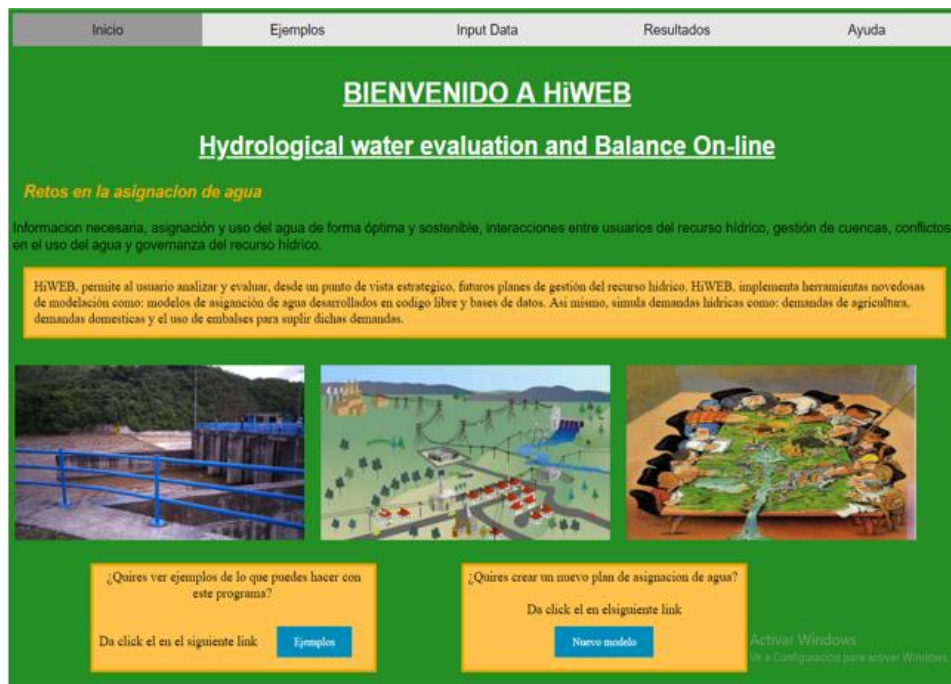 Inicio Ejemplos Input Data Resultados Ayuda
BIENVENIDO A HiWEB
Hydrological water evaluation and Balance On-line
Retos en la asignacion de agua
Informacion necesaria, asignación y uso del agua de forma óptima y sostenible, interacciones entre usuarios del recurso hídrico, gestión de cuencas, conflictos
en el uso del agua y governanza del recurso hídrico.
HiWEB, permite al usuario analizar y evaluar, desde un punto de vista estrategico, futuros planes de gestión del recurso hidrico. HiWEB, implementa herramientas novedosas
de modelación como: modelos de asiganción de agua desarrollados en codigo libre y bases de datos. Asi mismo, simula demandas hidricas como: demandas de agricultura,
demandas domesticas y el uso de embalses para suplir dichas demandas.
¿Quires ver ejemplos de lo que puedes hacer con
este programa?
Da click el en el siguiente link Ejemplos
¿Quires crear un nuevo plan de asignacion de agua?
Da click el en elsiguiente link
Nuevo modelo
Activar Windows
Ve a Configuración para activar Windows.